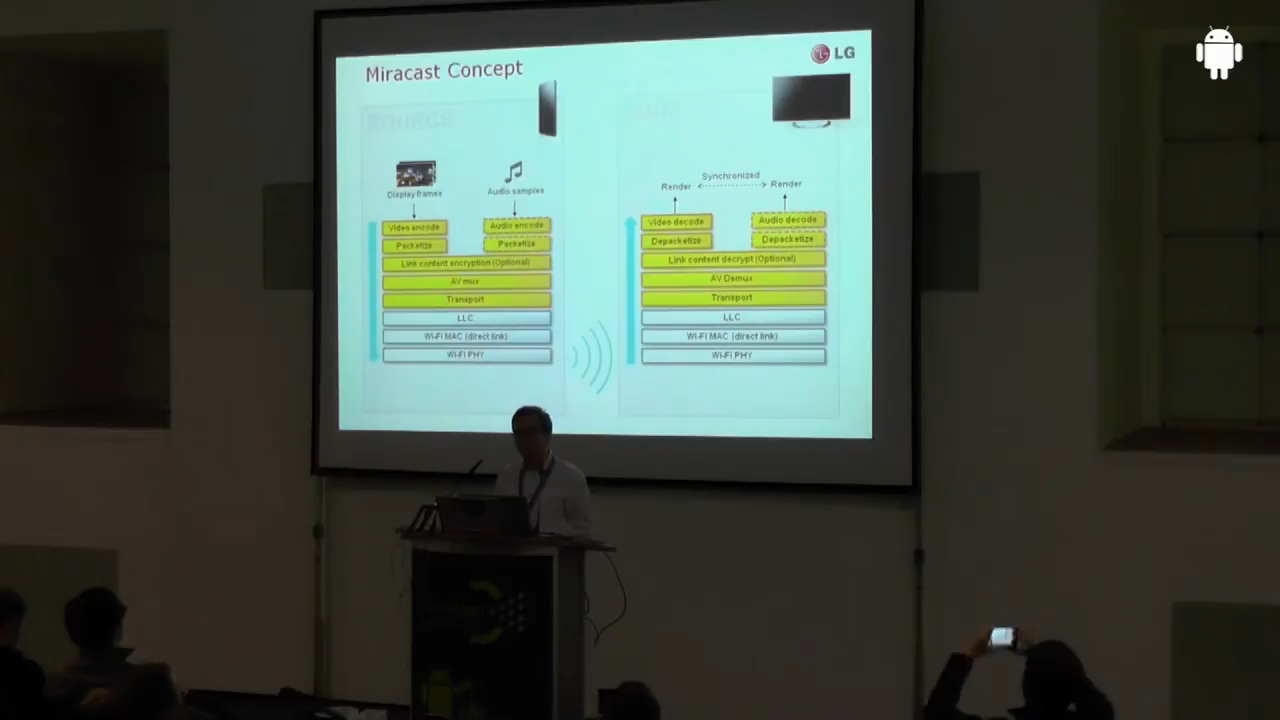 Miracast Concept
LG
SOURCE
Display frames
Audio samples
Video encode
Audio encode
Packetize
Packetize
Link content encryption (Optional)
AV mux
Transport
LLC
Wi-Fi MAC (direct link)
Wi-Fi PHY
Synchronized
Render
Render
Video decode
Audio decode
Depacketize
Depacketize
Link content decrypt (Optional)
AV Demux
Transport
LLC
Wi-Fi MAC (direct link)
Wi-Fi PHY